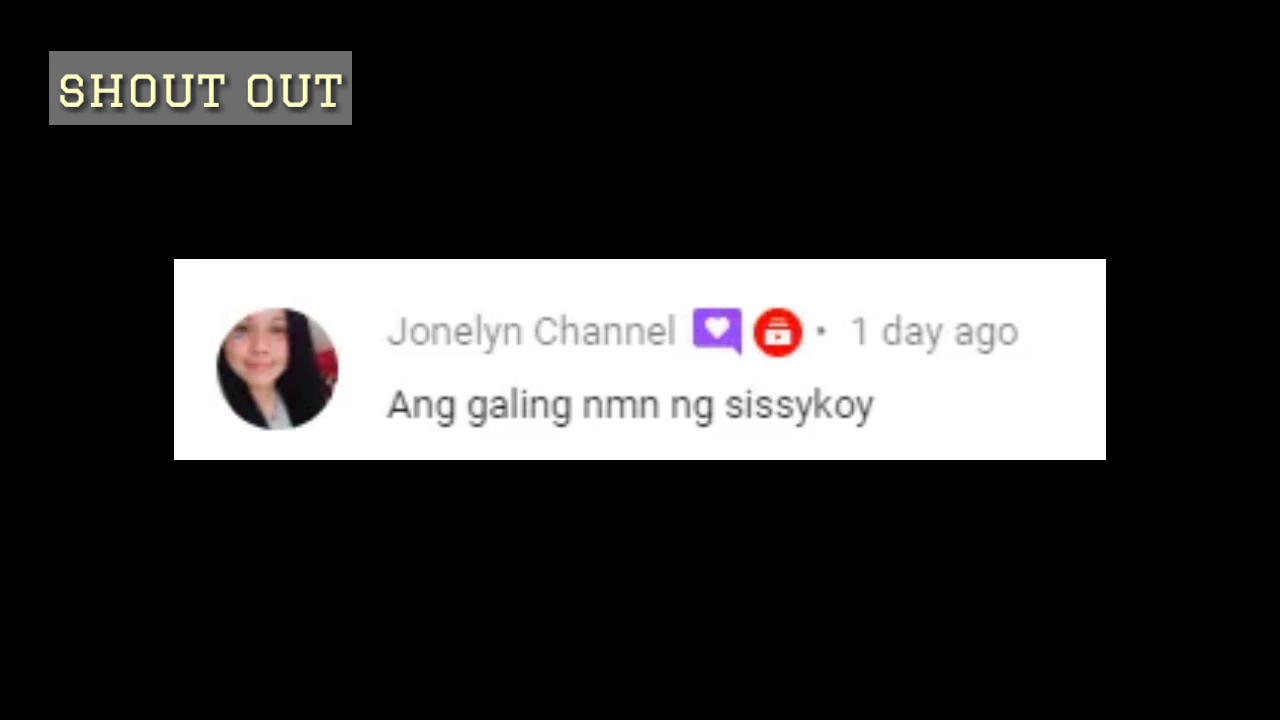 SHOUT OUT
Jonelyn Channel • 1 day ago
Ang galing nmn ng sissykoy